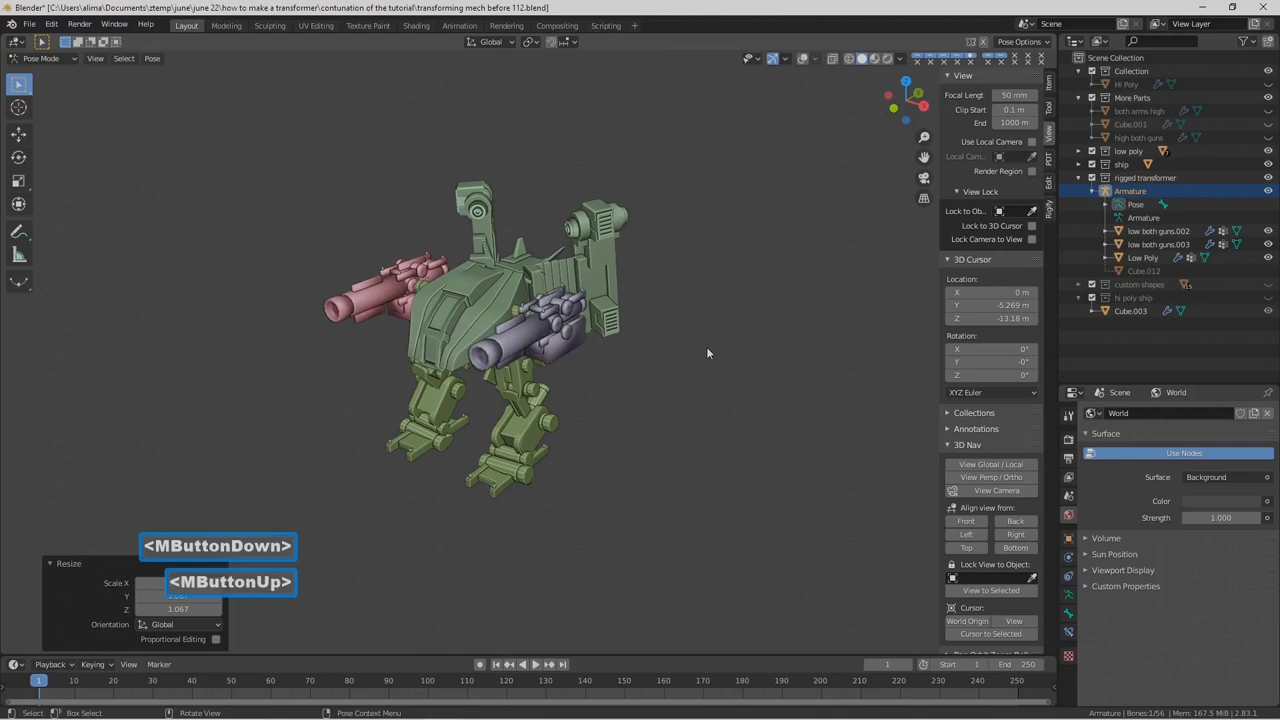 Blender* [C:\Users\alima\Documents\ztemp\june\june 22\how to make a transformer\contunation of the tutorial\transforming mech before 112.blend]
File Edit Render Window Help Layout Modeling Sculpting UV Editing Texture Paint Shading Animation Rendering Compositing Scripting + Scene View Layer
Global Pose Options
Pose Mode View Select Pose
Scene Collection
Collection
Hi Poly
More Parts
both arms high
Cube.001
high both guns
low poly
ship
rigged transformer
Armature
Pose
Armature
low both guns.002
low both guns.003
Low Poly
Cube.012
custom shapes
hi poly ship
Cube.003
View
Focal Lengt 50 mm
Clip Start 0.1 m
End 1000 m
Use Local Camera
Local Cam..
Render Region
View Lock
Lock to Ob..
Lock to 3D Cursor
Lock Camera to View
3D Cursor
Location:
X 0 m
Y -5.269 m
Z -13.18 m
Rotation:
X 0°
Y -0°
Z 0°
XYZ Euler
Collections
Annotations
3D Nav
View Global / Local
View Persp / Ortho
View Camera
Align view from:
Front Back
Left Right
Top Bottom
Lock View to Object:
View to Selected
Cursor:
World Origin View
Cursor to Selected
Item
Tool
View
PDT
Edit
Rigify
Scene World
World
Surface
Use Nodes
Surface Background
Color
Strength 1.000
Volume
Sun Position
Viewport Display
Custom Properties
<MButtonDown>
Resize
<MButtonUp>
Scale X
Y 1.067
Z 1.067
Orientation Global
Proportional Editing
Playback Keying View Marker 1 Start 1 End 250
1 10 20 30 40 50 60 70 80 90 100 110 120 130 140 150 160 170 180 190 200 210 220 230 240 250
Select Box Select Rotate View Pose Context Menu Armature | Bones:1/56 | Mem: 167.5 MiB | 2.83.1